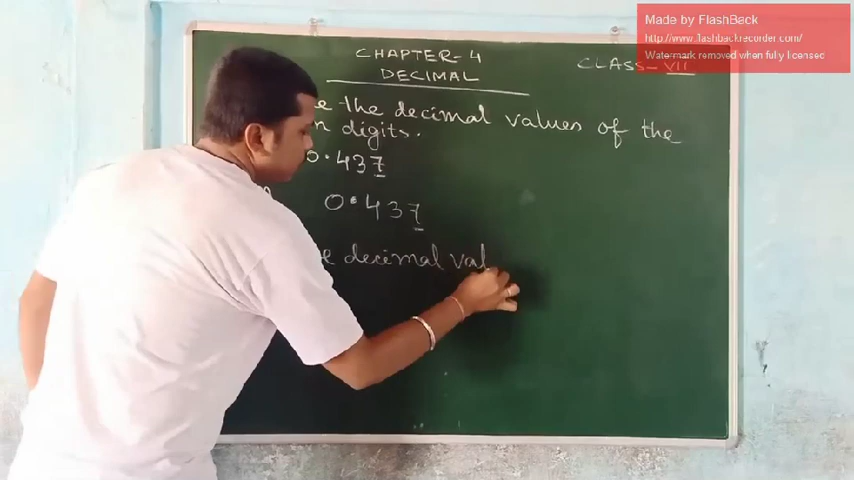 Made by FlashBack
http://www.flashbackrecorder.com/
Watermark removed when fully licensed
CHAPTER-4
CLASS-VII
DECIMAL
the decimal values of the
digits.
0.437
0.437
decimal val